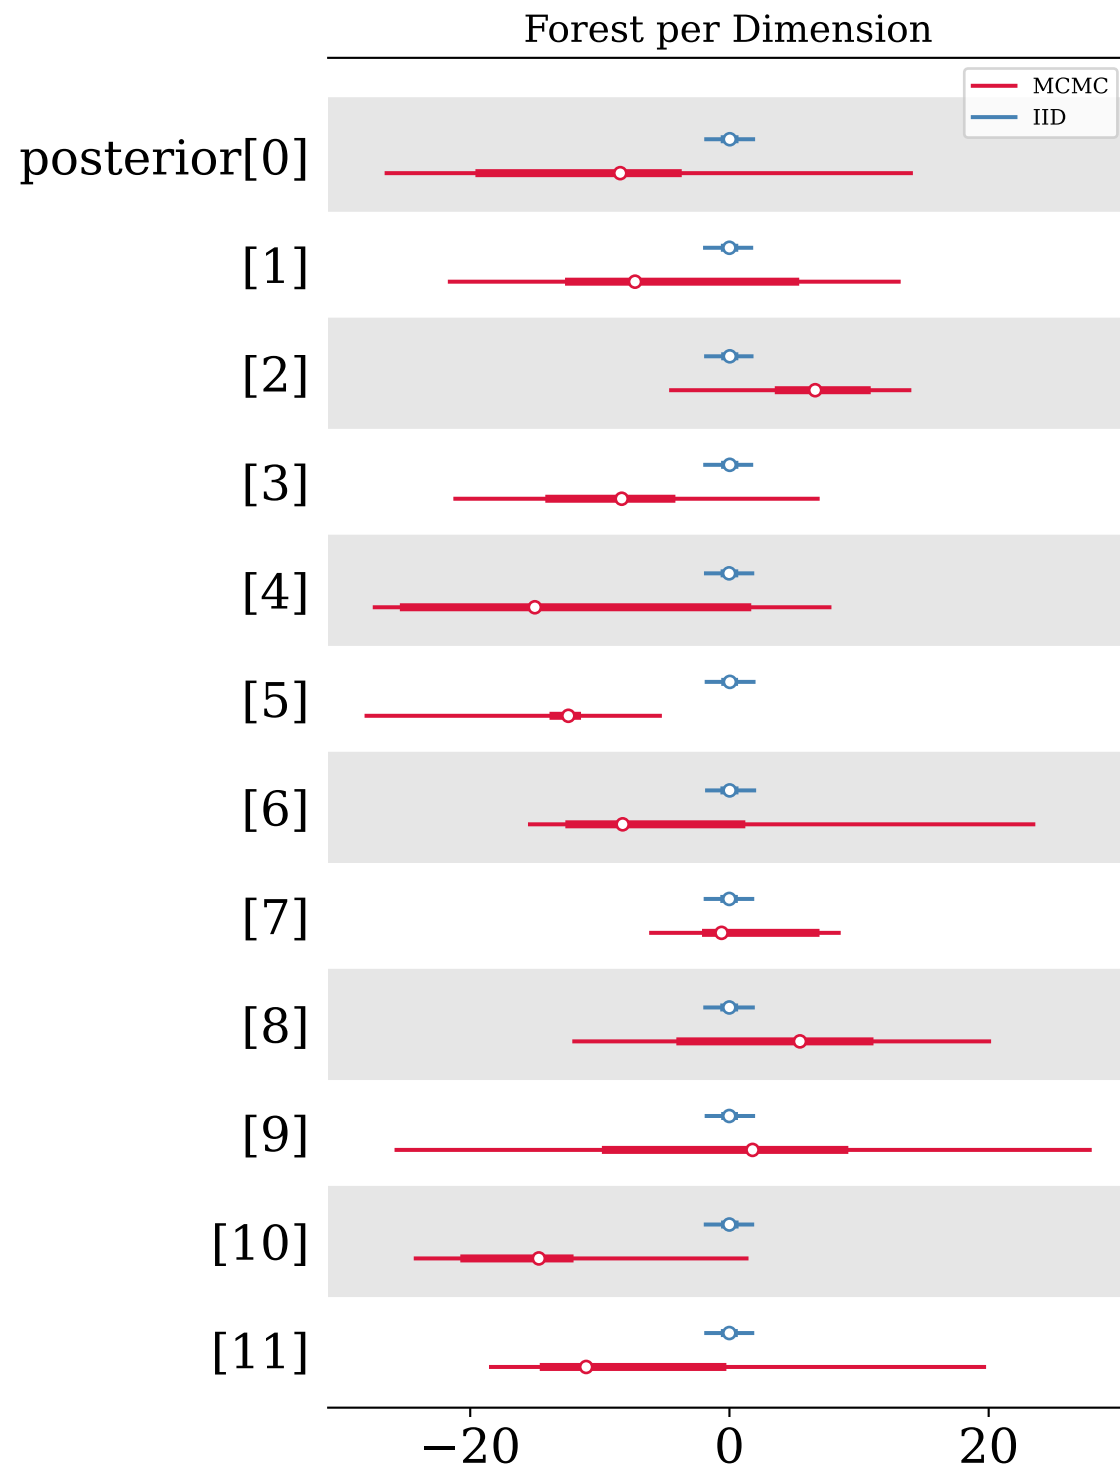 Forest per Dimension
MCMC
IID
posterior[0]
[1]
[2]
[3]
[4]
[5]
[6]
[7]
[8]
[9]
[10]
[11]
−20 0 20